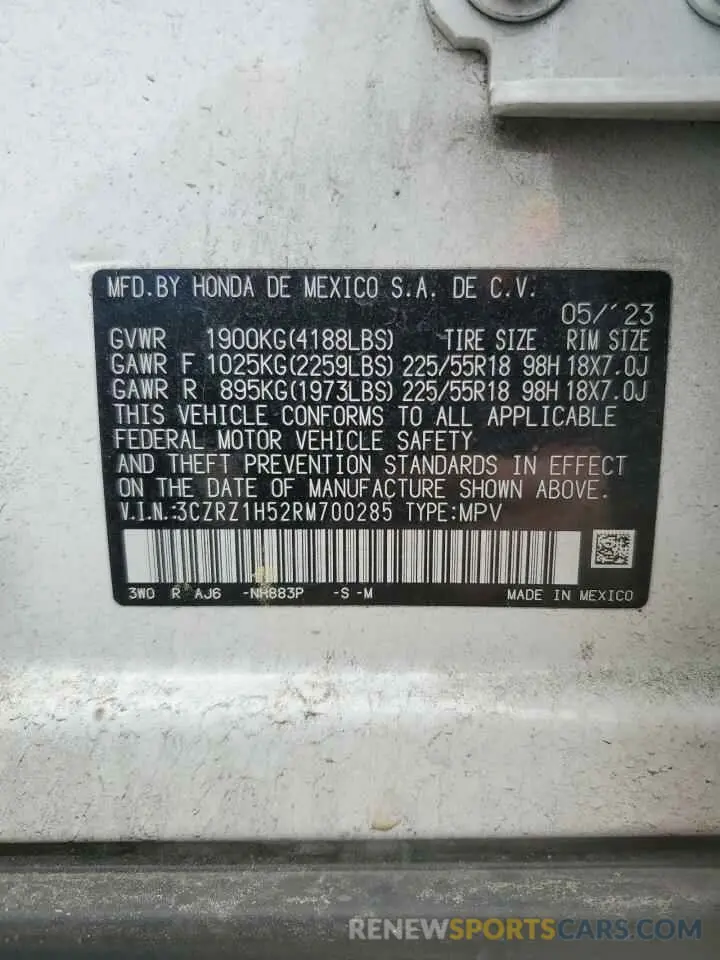 MFD.BY HONDA DE MEXICO S.A. DE C.V.
05/'23
GVWR 1900KG(4188LBS) TIRE SIZE RIM SIZE
GAWR F 1025KG(2259LBS) 225/55R18 98H 18X7.0J
GAWR R 895KG(1973LBS) 225/55R18 98H 18X7.0J
THIS VEHICLE CONFORMS TO ALL APPLICABLE
FEDERAL MOTOR VEHICLE SAFETY
AND THEFT PREVENTION STANDARDS IN EFFECT
ON THE DATE OF MANUFACTURE SHOWN ABOVE.
V.I.N.:3CZRZ1H52RM700285 TYPE:MPV
3W0 R AJ6 -NH883P -S -M MADE IN MEXICO
RENEWSPORTSCARS.COM